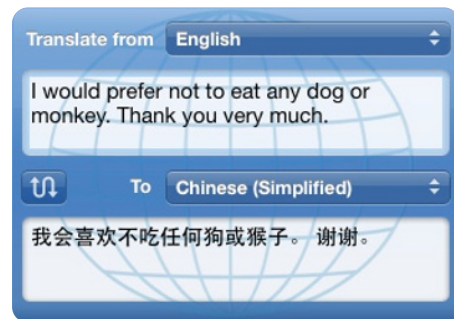 Translate from English
I would prefer not to eat any dog or
monkey. Thank you very much.
To Chinese (Simplified)
我会喜欢不吃任何狗或猴子。 谢谢。